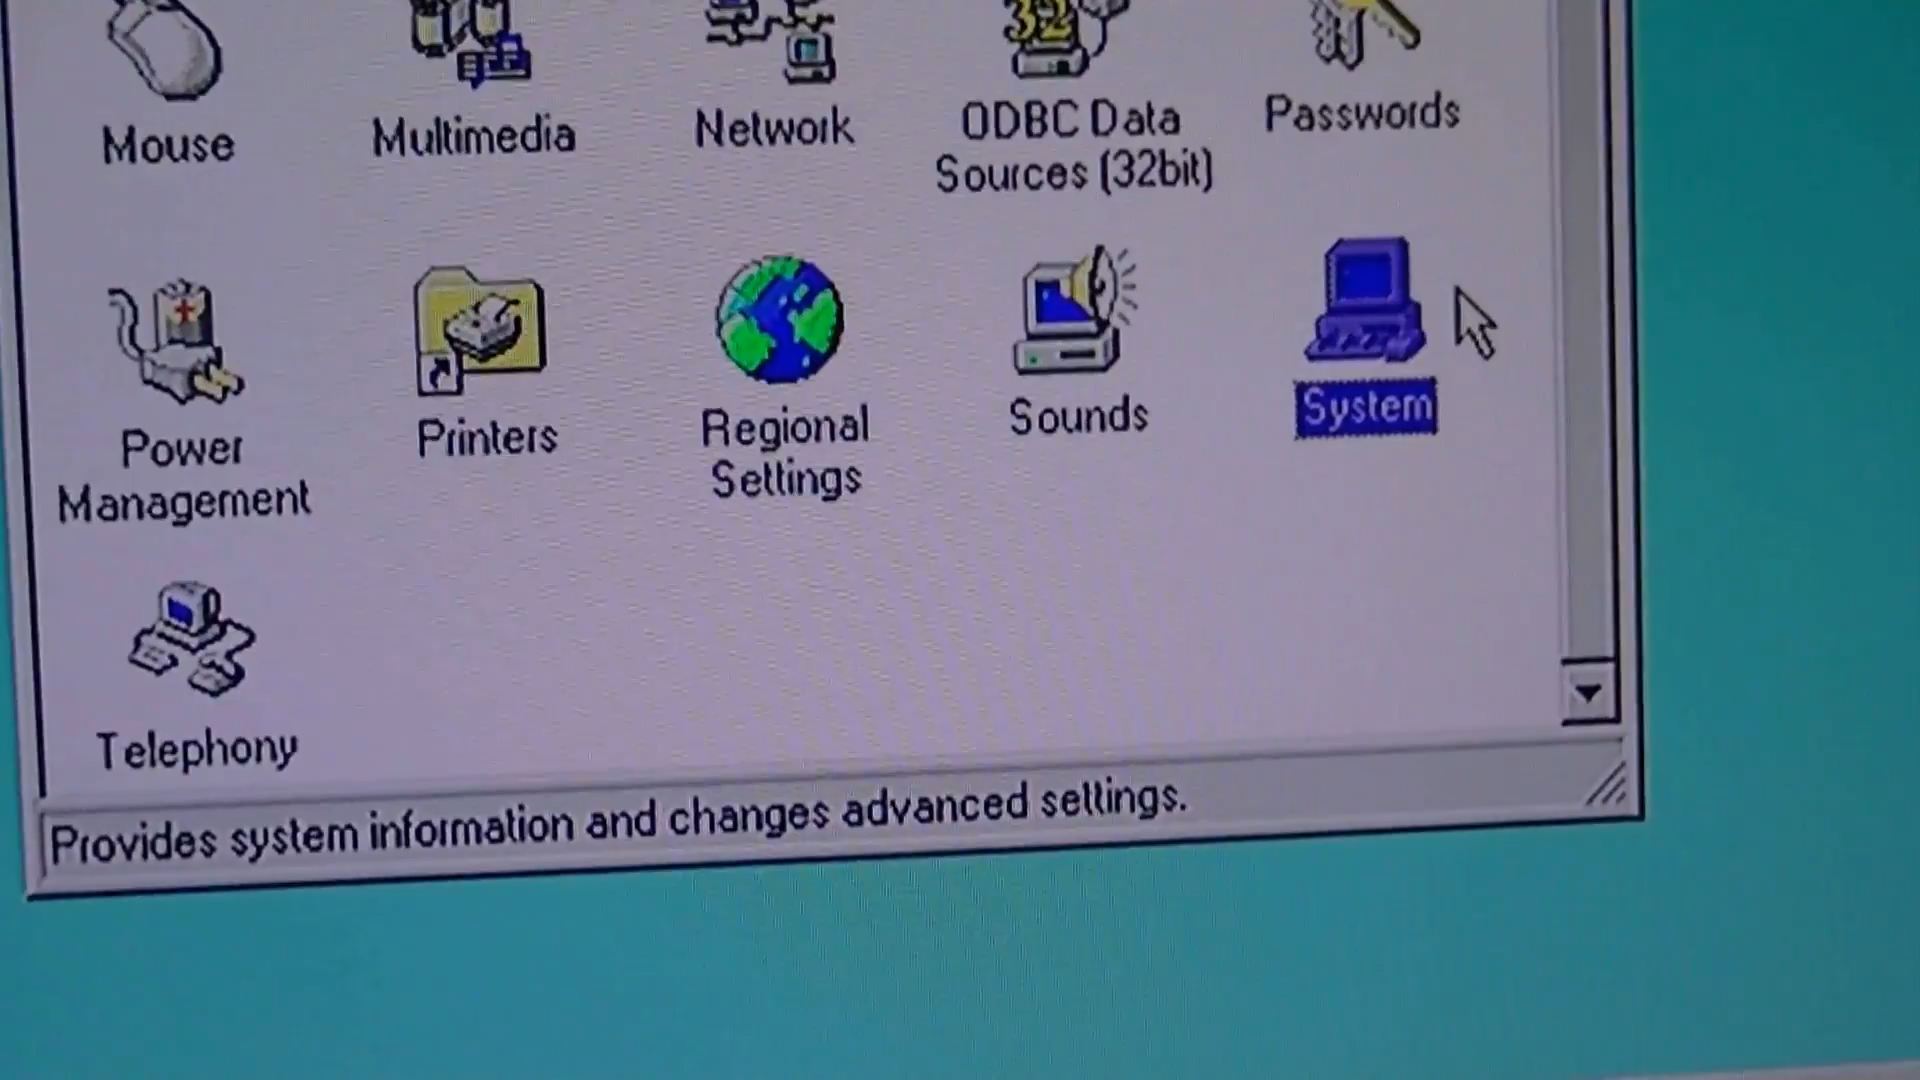 Mouse
Multimedia
Network
ODBC Data
Sources (32bit)
Passwords
Power
Management
Printers
Regional
Settings
Sounds
System
Telephony
Provides system information and changes advanced settings.
32